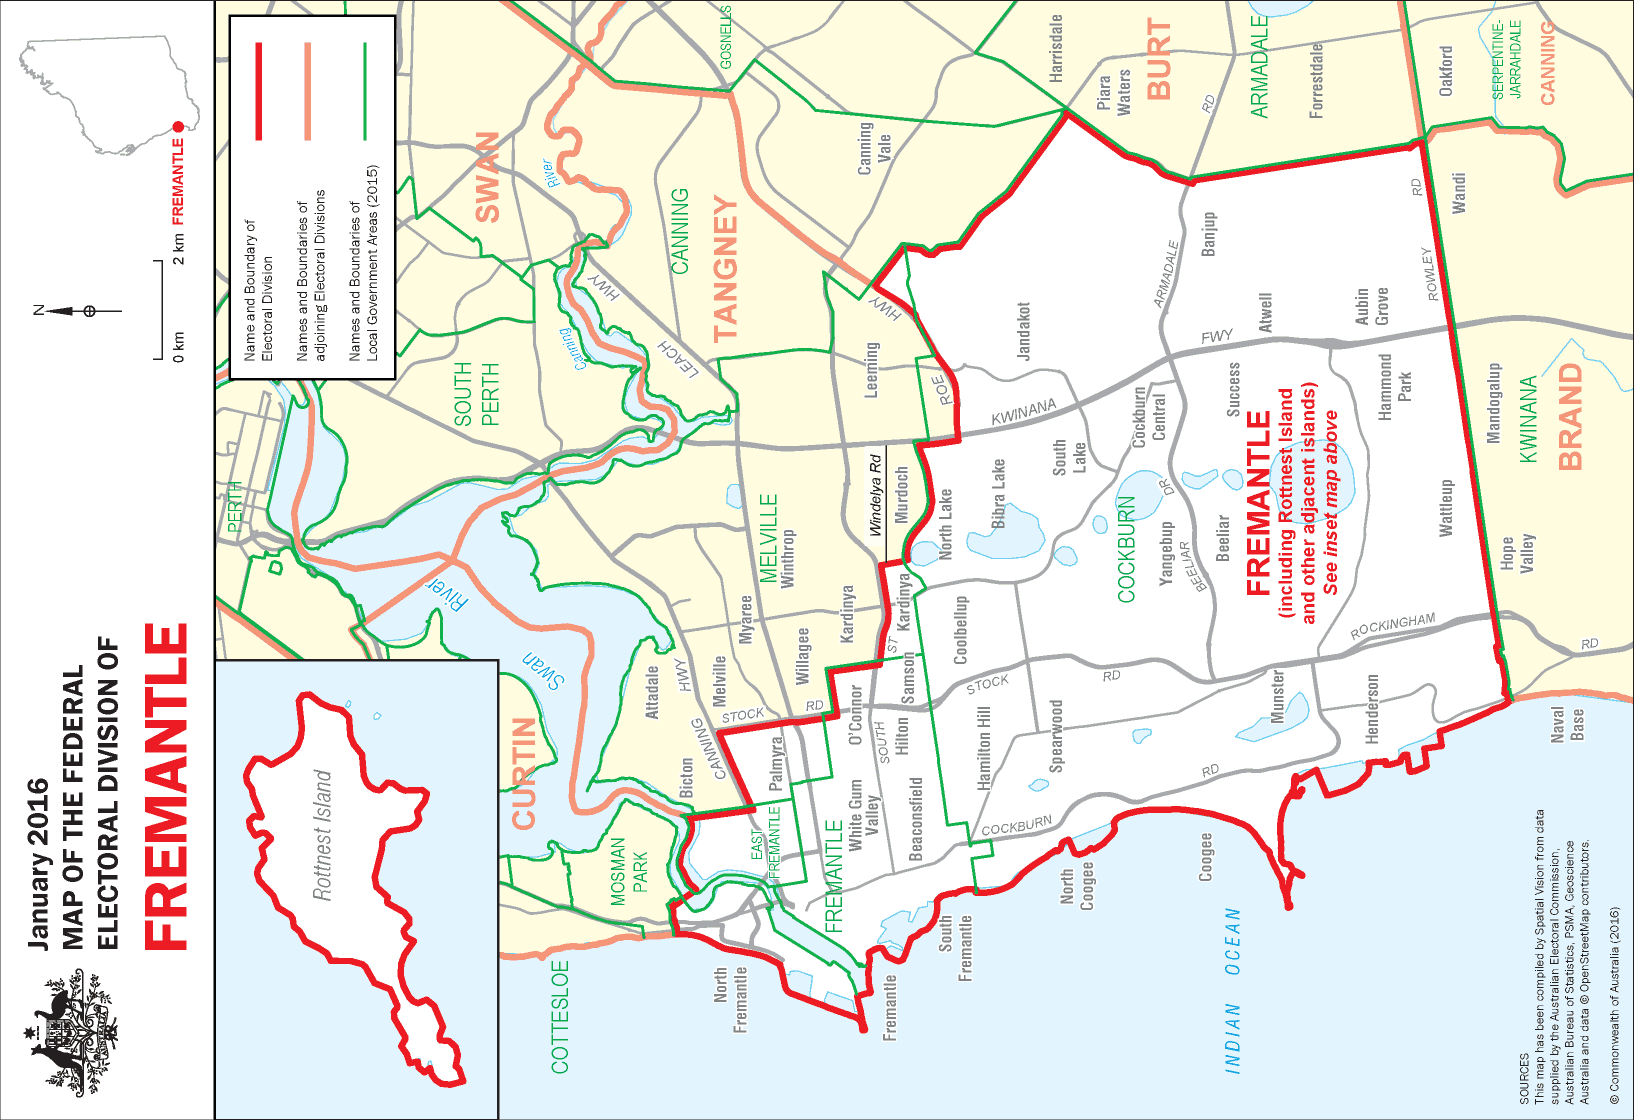 January 2016
MAP OF THE FEDERAL
ELECTORAL DIVISION OF
FREMANTLE
N
0 km
2 km
FREMANTLE
Name and Boundary of
Electoral Division
Names and Boundaries of
adjoining Electoral Divisions
Names and Boundaries of
Local Government Areas (2015)
Rottnest Island
PERTH
SOUTH
PERTH
SWAN
River
GOSNELLS
CANNING
TANGNEY
Canning
HWY
LEACH
River
Swan
CURTIN
MOSMAN
PARK
COTTESLOE
Attadale
HWY
CANNING
Bicton
Melville
Myaree
MELVILLE
Winthrop
Willagee
STOCK
RD
Palmyra
EAST
FREMANTLE
FREMANTLE
North
Fremantle
Kardinya
Leeming
Canning
Vale
Windelya Rd
Murdoch
HWY
ROE
Kardinya
ST
Samson
O'Connor
SOUTH
Hilton
White Gum
Valley
Beaconsfield
Fremantle
South
Fremantle
North Lake
Bibra Lake
Coolbellup
Hamilton Hill
STOCK
RD
COCKBURN
RD
Spearwood
North
Coogee
Coogee
KWINANA
FWY
Jandakot
South
Lake
Cockburn
Central
COCKBURN
Yangebup
BEELIAR
DR
Beeliar
Success
Atwell
Banjup
ARMADALE
RD
Harrisdale
Piara
Waters
BURT
ARMADALE
Forrestdale
Oakford
SERPENTINE-
JARRAHDALE
CANNING
FREMANTLE
(including Rottnest Island
and other adjacent islands)
See inset map above
Aubin
Grove
Hammond
Park
Munster
Henderson
ROCKINGHAM
RD
Wattleup
ROWLEY
RD
Wandi
Mandogalup
KWINANA
BRAND
Hope
Valley
Naval
Base
INDIAN OCEAN
SOURCES
This map has been compiled by Spatial Vision from data
supplied by the Australian Electoral Commission,
Australian Bureau of Statistics, PSMA, Geoscience
Australia and data © OpenStreetMap contributors.
© Commonwealth of Australia (2016)